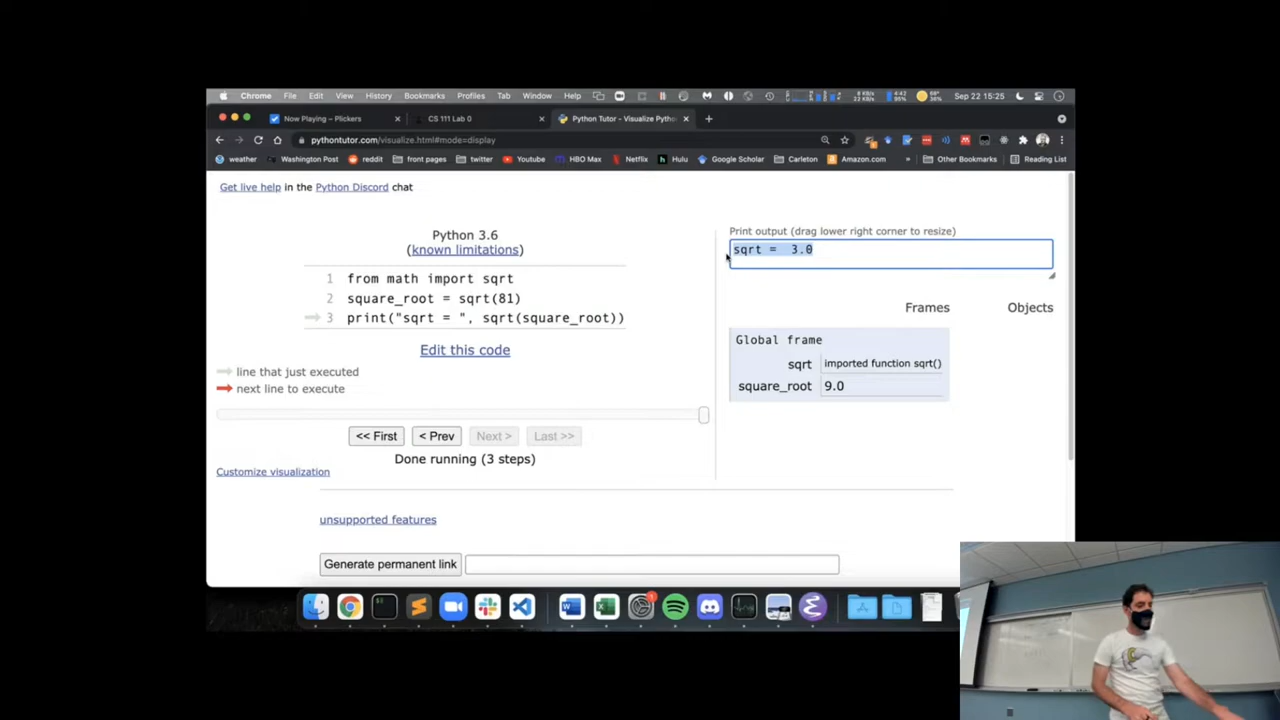 Chrome File Edit View History Bookmarks Profiles Tab Window Help Sep 22 15:25
Now Playing – Plickers CS 111 Lab 0 Python Tutor - Visualize Pytho
pythontutor.com/visualize.html#mode=display
weather Washington Post reddit front pages twitter Youtube HBO Max Netflix Hulu Google Scholar Carleton Amazon.com » Other Bookmarks Reading List
Get live help in the Python Discord chat
Python 3.6
(known limitations)
1 from math import sqrt
2 square_root = sqrt(81)
3 print("sqrt = ", sqrt(square_root))
Edit this code
line that just executed
next line to execute
<< First < Prev Next > Last >>
Done running (3 steps)
Customize visualization
Print output (drag lower right corner to resize)
sqrt =  3.0
Frames Objects
Global frame
sqrt imported function sqrt()
square_root 9.0
unsupported features
Generate permanent link